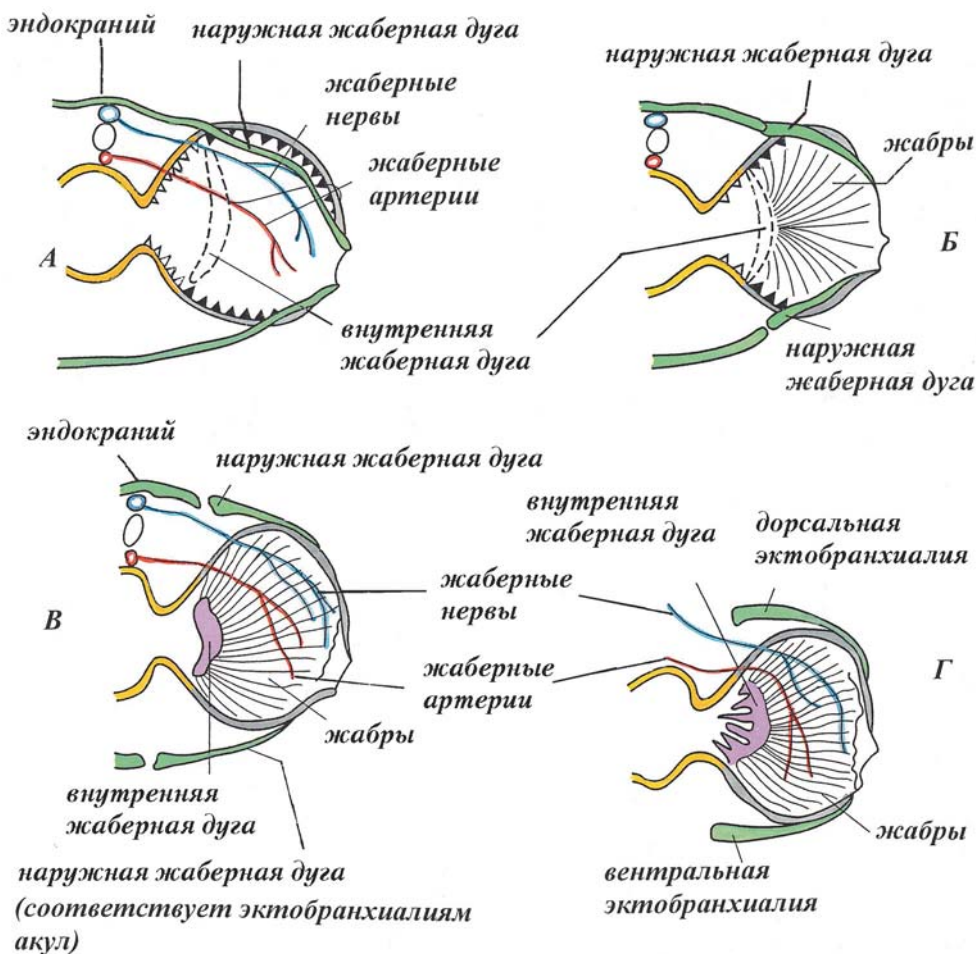 эндокраний
наружная жаберная дуга
жаберные
нервы
жаберные
артерии
А
внутренняя
жаберная дуга
наружная жаберная дуга
жабры
Б
наружная
жаберная дуга
эндокраний
наружная жаберная дуга
В
жаберные
нервы
жаберные
артерии
жабры
внутренняя
жаберная дуга
наружная жаберная дуга
(соответствует эктобранхиалиям
акул)
внутренняя
жаберная дуга
дорсальная
эктобранхиалия
Г
жабры
вентральная
эктобранхиалия